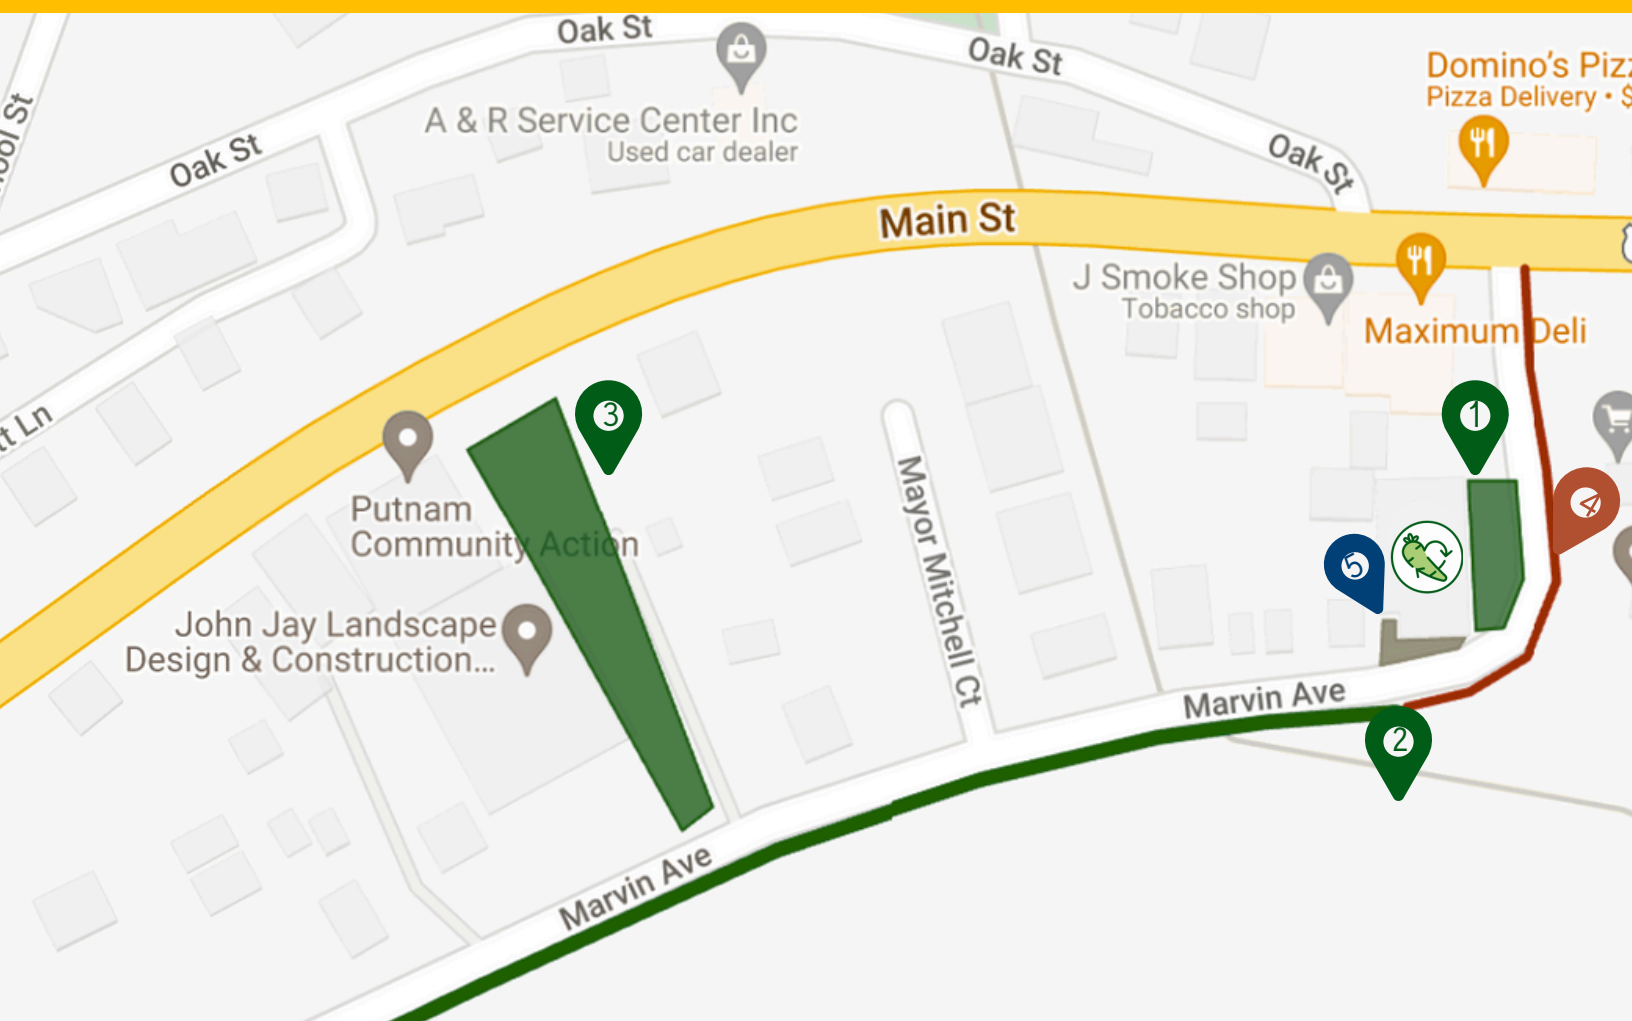 Oak St
Oak St
Domino's Piz
Pizza Delivery • $
A & R Service Center Inc
Used car dealer
Oak St
Oak St
Main St
J Smoke Shop
Tobacco shop
Maximum Deli
3
1
Putnam
Community Action
4
5
Mayor Mitchell Ct
John Jay Landscape
Design & Construction...
Marvin Ave
2
Marvin Ave